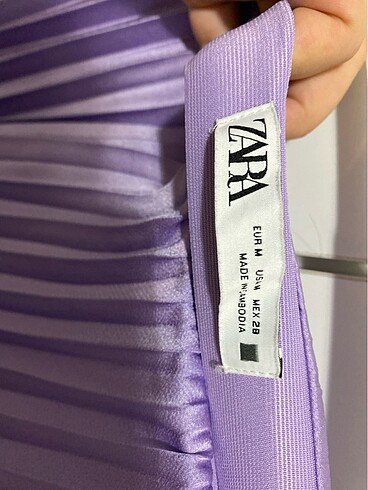 ZARA
EUR M USA M MEX 28
MADE IN CAMBODIA